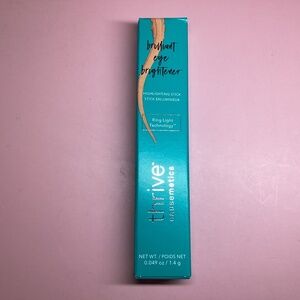 brilliant
eye
brightener
HIGHLIGHTING STICK
STICK ENLUMINEUR
Ring Light
Technology™
thrive
causemetics
NET WT. / POIDS NET
0.049 oz / 1.4 g